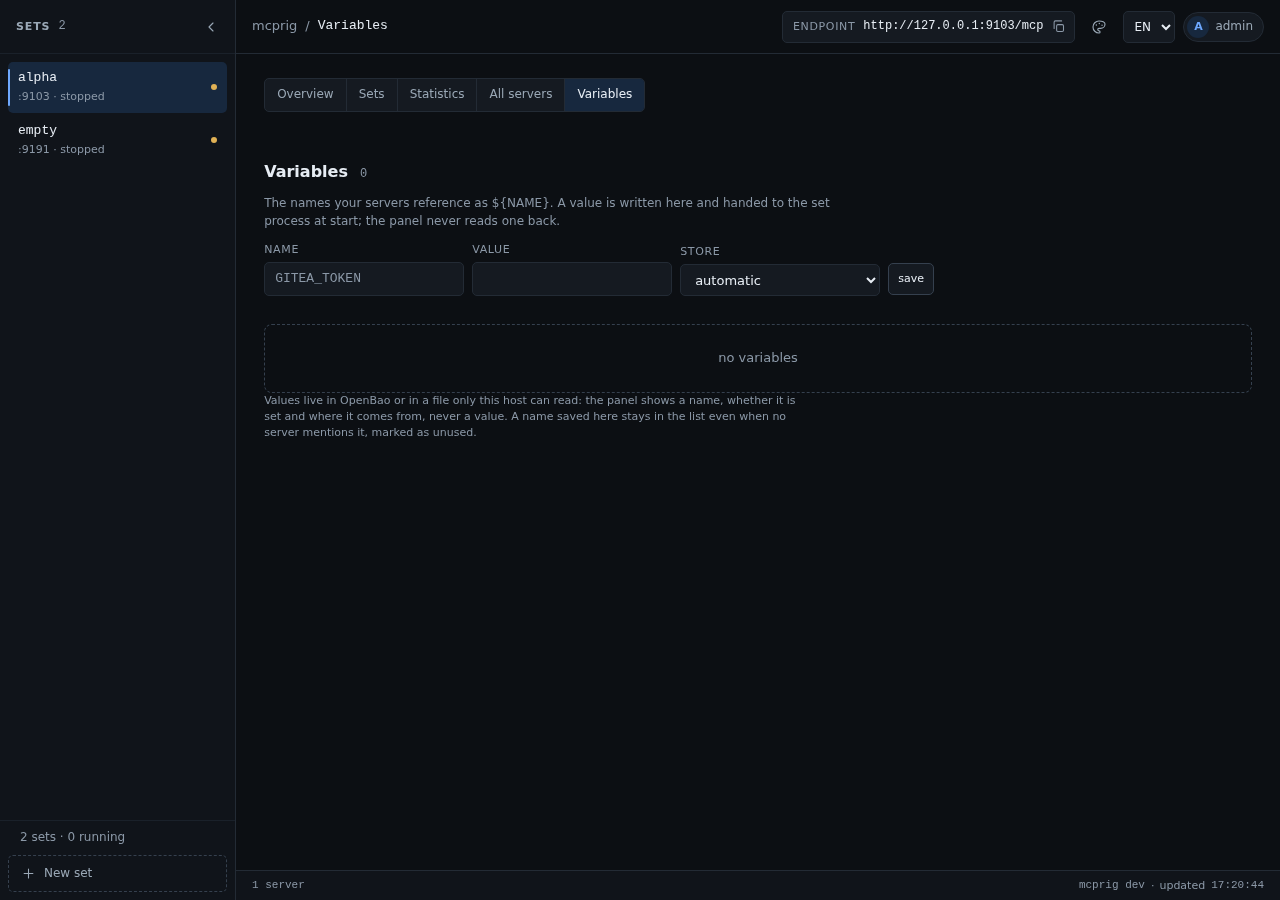 SETS 2
mcprig / Variables
ENDPOINT http://127.0.0.1:9103/mcp
EN
A admin
alpha
:9103 · stopped
empty
:9191 · stopped
Overview Sets Statistics All servers Variables
Variables 0
The names your servers reference as ${NAME}. A value is written here and handed to the set
process at start; the panel never reads one back.
NAME VALUE STORE
GITEA_TOKEN automatic save
no variables
Values live in OpenBao or in a file only this host can read: the panel shows a name, whether it is
set and where it comes from, never a value. A name saved here stays in the list even when no
server mentions it, marked as unused.
2 sets · 0 running
New set
1 server
mcprig dev · updated 17:20:44